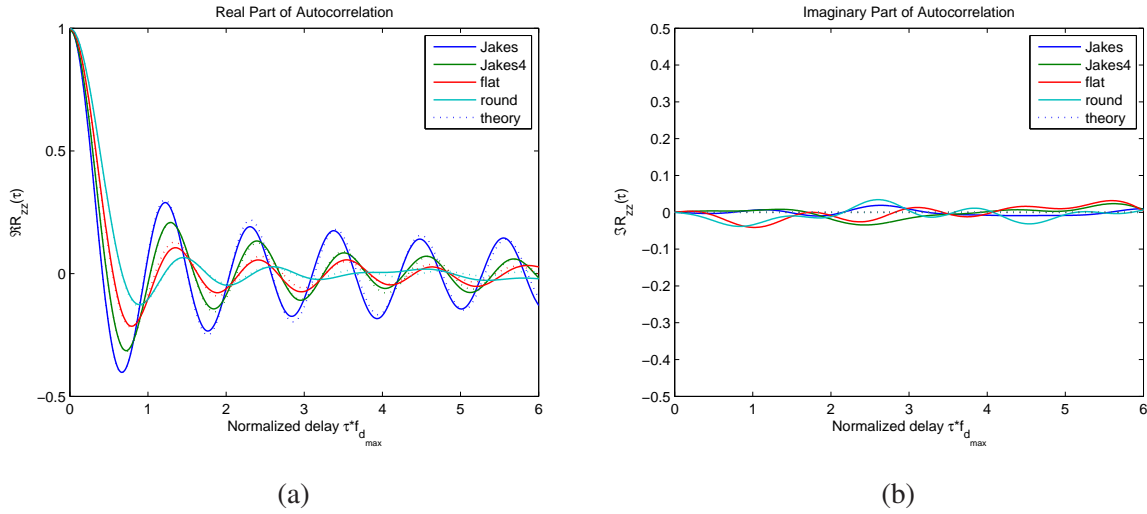 Real Part of Autocorrelation
1
0.5
0
−0.5
ℜR_zz(τ)
Jakes
Jakes4
flat
round
theory
0 1 2 3 4 5 6
Normalized delay τ*f_d_max
(a)
Imaginary Part of Autocorrelation
0.5
0.4
0.3
0.2
0.1
0
−0.1
−0.2
−0.3
−0.4
−0.5
ℑR_zz(τ)
Jakes
Jakes4
flat
round
theory
0 1 2 3 4 5 6
Normalized delay τ*f_d_max
(b)